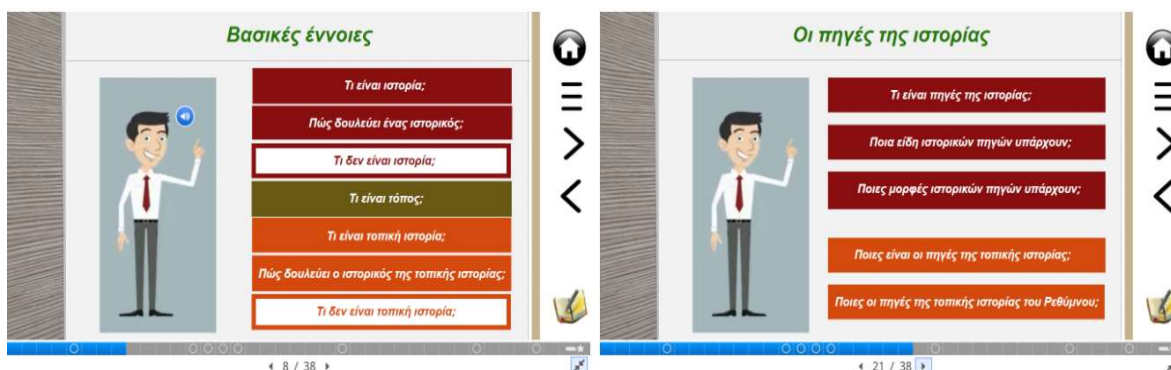 Βασικές έννοιες
Τι είναι ιστορία;
Πώς δουλεύει ένας ιστορικός;
Τι δεν είναι ιστορία;
Τι είναι τόπος;
Τι είναι τοπική ιστορία;
Πώς δουλεύει ο ιστορικός της τοπικής ιστορίας;
Τι δεν είναι τοπική ιστορία;
8 / 38
Οι πηγές της ιστορίας
Τι είναι πηγές της ιστορίας;
Ποια είδη ιστορικών πηγών υπάρχουν;
Ποιες μορφές ιστορικών πηγών υπάρχουν;
Ποιες είναι οι πηγές της τοπικής ιστορίας;
Ποιες οι πηγές της τοπικής ιστορίας του Ρεθύμνου;
21 / 38